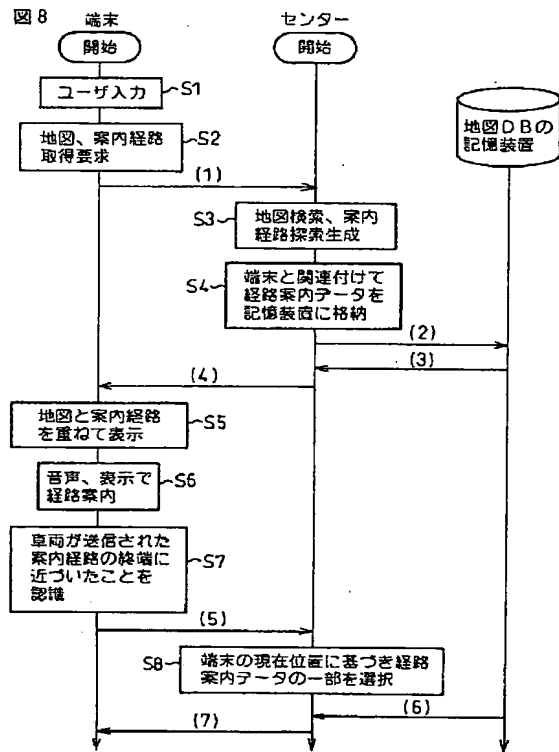 図8
端末
センター
開始
開始
ユーザ入力
S1
地図DBの
記憶装置
地図、案内経路
取得要求
S2
(1)
S3
地図検索、案内
経路探索生成
S4
端末と関連付けて
経路案内データを
記憶装置に格納
(2)
(3)
(4)
地図と案内経路
を重ねて表示
S5
音声、表示で
経路案内
S6
車両が送信された
案内経路の終端に
近づいたことを
認識
S7
(5)
S8
端末の現在位置に基づき経路
案内データの一部を選択
(6)
(7)